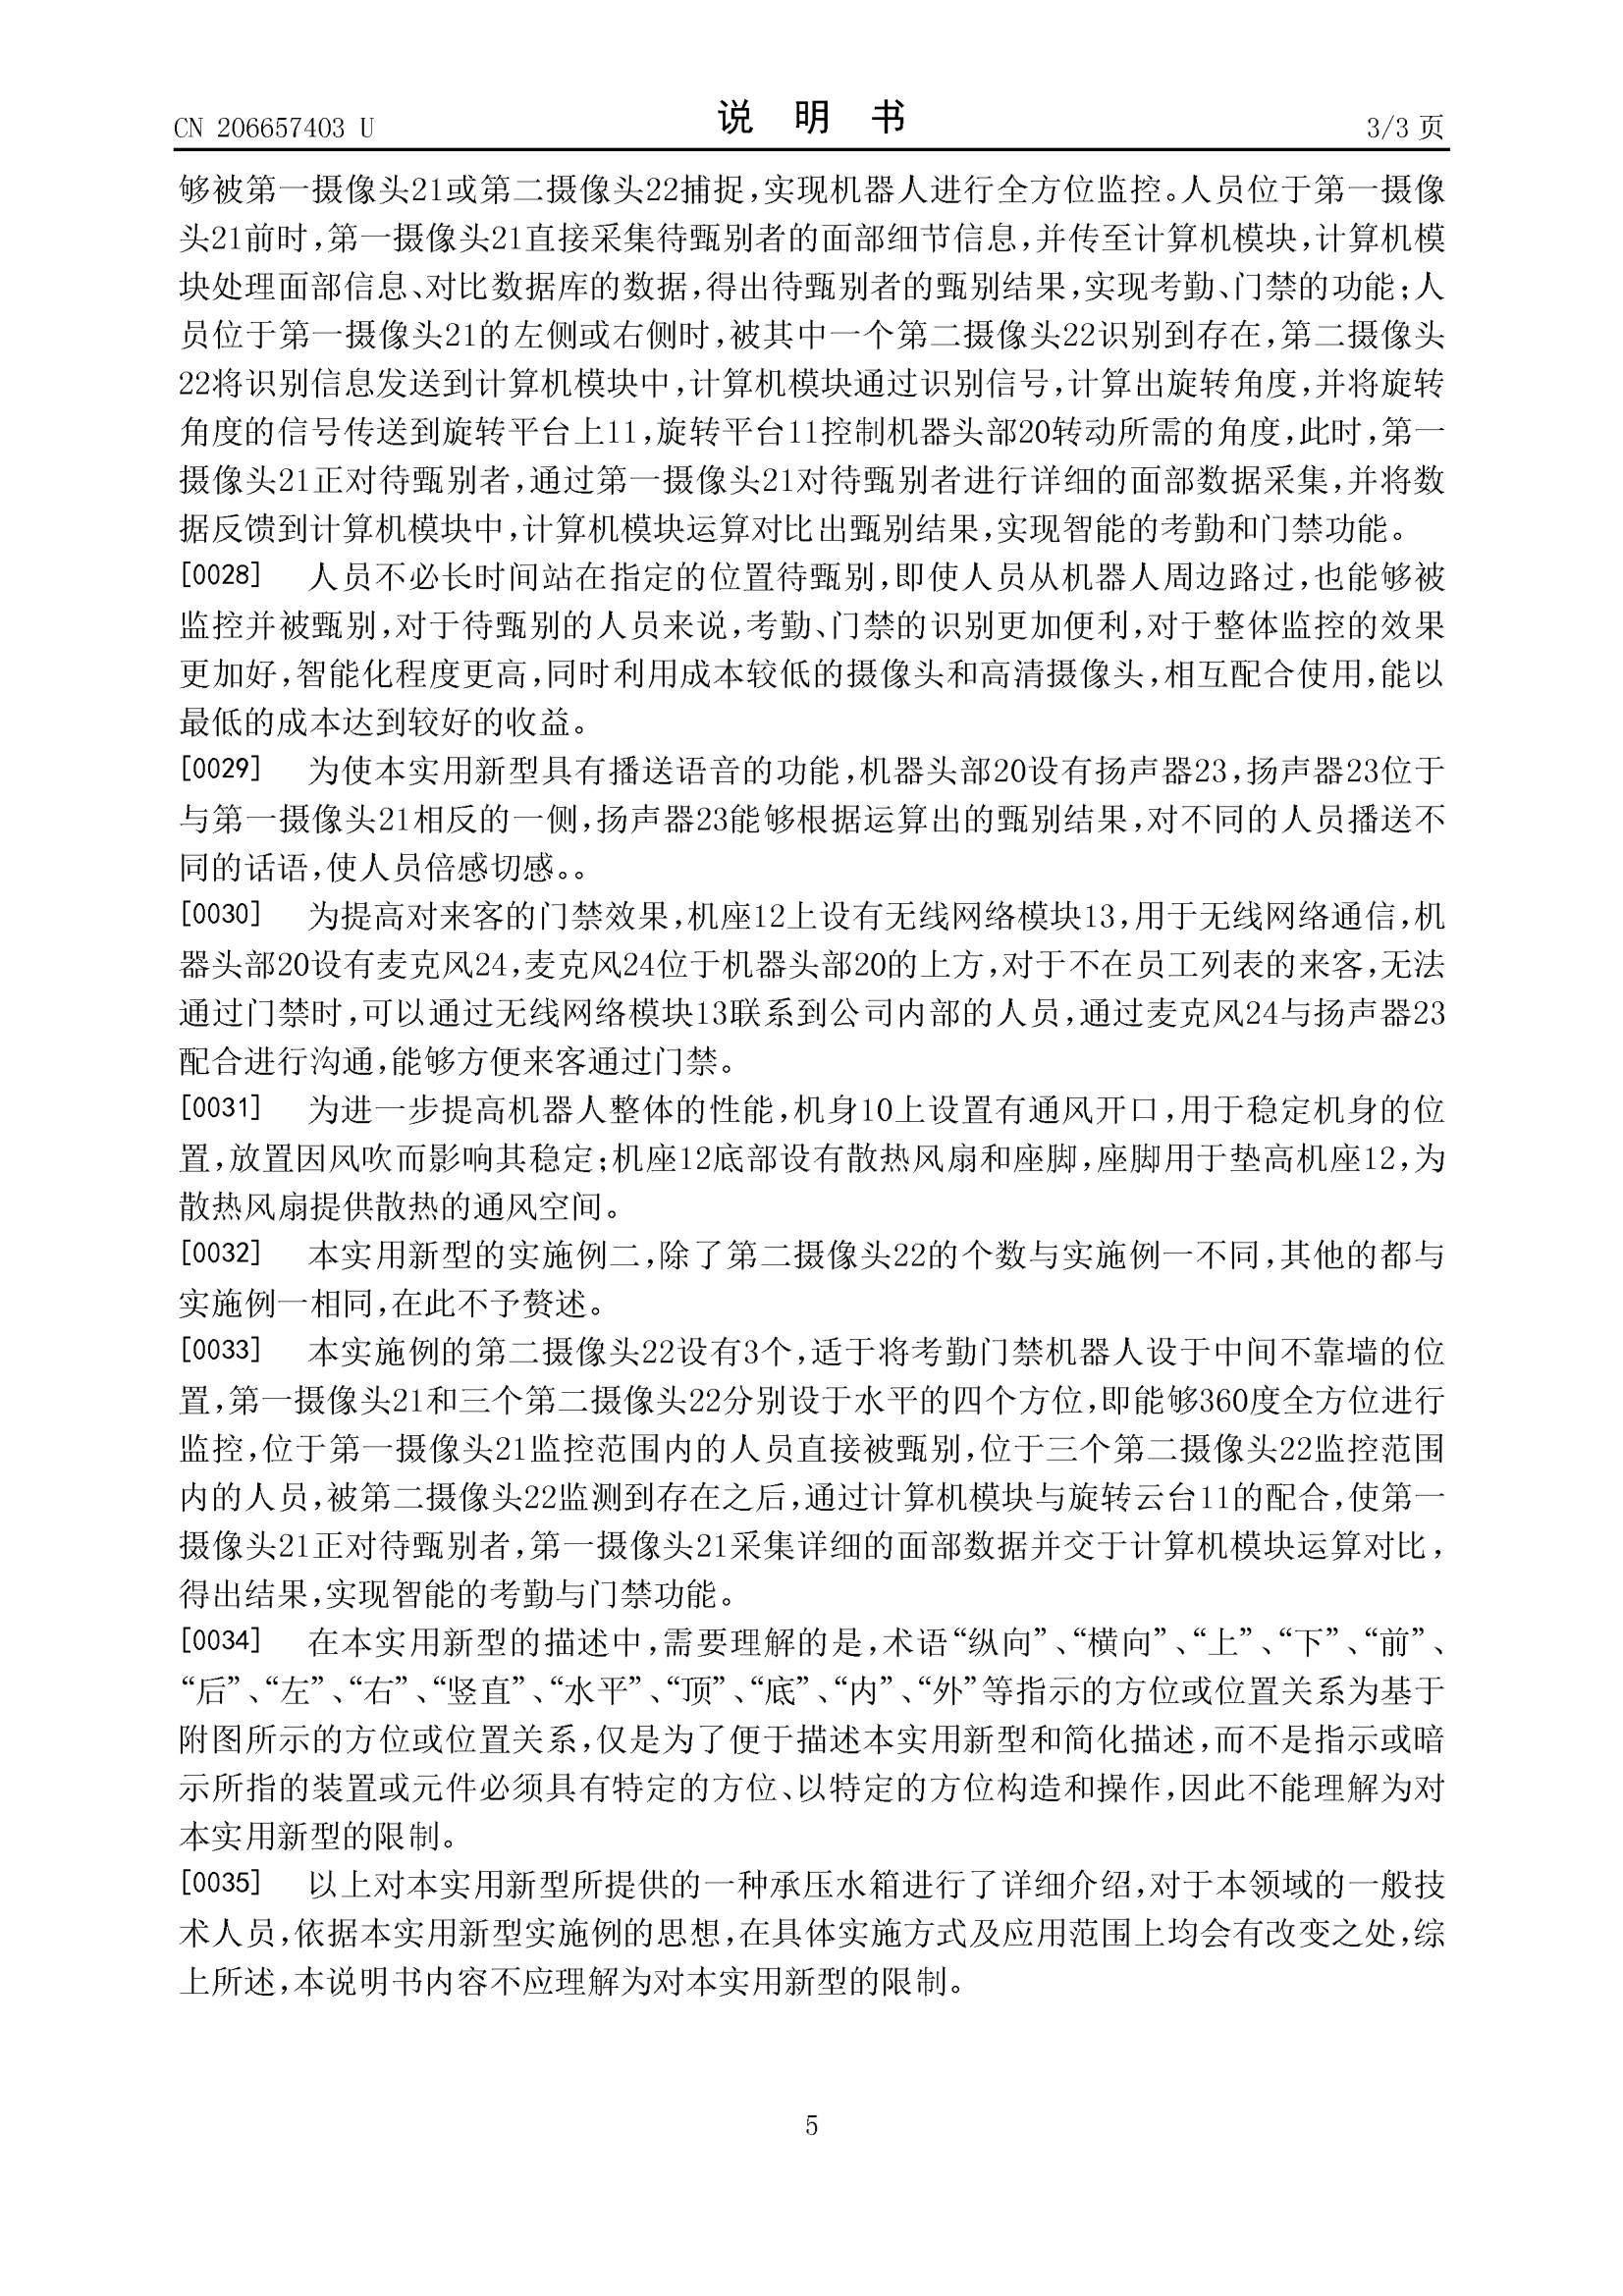 CN 206657403 U
说 明 书
3/3 页
够被第一摄像头21或第二摄像头22捕捉,实现机器人进行全方位监控。人员位于第一摄像
头21前时,第一摄像头21直接采集待甄别者的面部细节信息,并传至计算机模块,计算机模
块处理面部信息、对比数据库的数据,得出待甄别者的甄别结果,实现考勤、门禁的功能;人
员位于第一摄像头21的左侧或右侧时,被其中一个第二摄像头22识别到存在,第二摄像头
22将识别信息发送到计算机模块中,计算机模块通过识别信号,计算出旋转角度,并将旋转
角度的信号传送到旋转平台上11,旋转平台11控制机器头部20转动所需的角度,此时,第一
摄像头21正对待甄别者,通过第一摄像头21对待甄别者进行详细的面部数据采集,并将数
据反馈到计算机模块中,计算机模块运算对比出甄别结果,实现智能的考勤和门禁功能。
[0028] 人员不必长时间站在指定的位置待甄别,即使人员从机器人周边路过,也能够被
监控并被甄别,对于待甄别的人员来说,考勤、门禁的识别更加便利,对于整体监控的效果
更加好,智能化程度更高,同时利用成本较低的摄像头和高清摄像头,相互配合使用,能以
最低的成本达到较好的收益。
[0029] 为使本实用新型具有播送语音的功能,机器头部20设有扬声器23,扬声器23位于
与第一摄像头21相反的一侧,扬声器23能够根据运算出的甄别结果,对不同的人员播送不
同的话语,使人员倍感切感。。
[0030] 为提高对来客的门禁效果,机座12上设有无线网络模块13,用于无线网络通信,机
器头部20设有麦克风24,麦克风24位于机器头部20的上方,对于不在员工列表的来客,无法
通过门禁时,可以通过无线网络模块13联系到公司内部的人员,通过麦克风24与扬声器23
配合进行沟通,能够方便来客通过门禁。
[0031] 为进一步提高机器人整体的性能,机身10上设置有通风开口,用于稳定机身的位
置,放置因风吹而影响其稳定;机座12底部设有散热风扇和座脚,座脚用于垫高机座12,为
散热风扇提供散热的通风空间。
[0032] 本实用新型的实施例二,除了第二摄像头22的个数与实施例一不同,其他的都与
实施例一相同,在此不予赘述。
[0033] 本实施例的第二摄像头22设有3个,适于将考勤门禁机器人设于中间不靠墙的位
置,第一摄像头21和三个第二摄像头22分别设于水平的四个方位,即能够360度全方位进行
监控,位于第一摄像头21监控范围内的人员直接被甄别,位于三个第二摄像头22监控范围
内的人员,被第二摄像头22监测到存在之后,通过计算机模块与旋转云台11的配合,使第一
摄像头21正对待甄别者,第一摄像头21采集详细的面部数据并交于计算机模块运算对比,
得出结果,实现智能的考勤与门禁功能。
[0034] 在本实用新型的描述中,需要理解的是,术语“纵向”、“横向”、“上”、“下”、“前”、
“后”、“左”、“右”、“竖直”、“水平”、“顶”、“底”、“内”、“外”等指示的方位或位置关系为基于
附图所示的方位或位置关系,仅是为了便于描述本实用新型和简化描述,而不是指示或暗
示所指的装置或元件必须具有特定的方位、以特定的方位构造和操作,因此不能理解为对
本实用新型的限制。
[0035] 以上对本实用新型所提供的一种承压水箱进行了详细介绍,对于本领域的一般技
术人员,依据本实用新型实施例的思想,在具体实施方式及应用范围上均会有改变之处,综
上所述,本说明书内容不应理解为对本实用新型的限制。
5